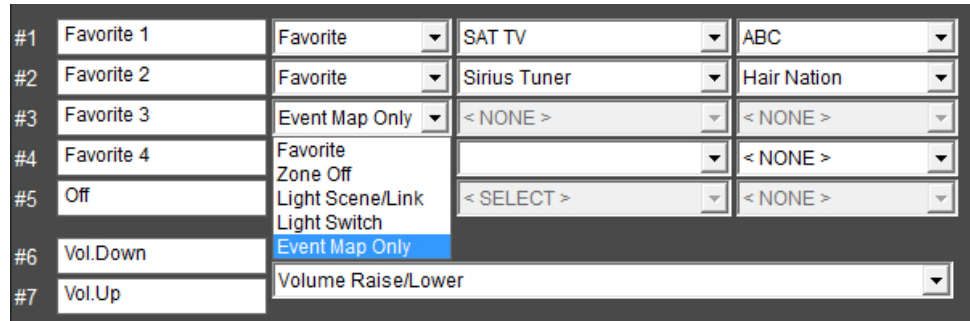 #1 Favorite 1 Favorite SAT TV ABC
#2 Favorite 2 Favorite Sirius Tuner Hair Nation
#3 Favorite 3 Event Map Only < NONE > < NONE >
#4 Favorite 4 Favorite < NONE >
Zone Off
#5 Off Light Scene/Link < SELECT > < NONE >
Light Switch
#6 Vol.Down Event Map Only
Volume Raise/Lower
#7 Vol.Up